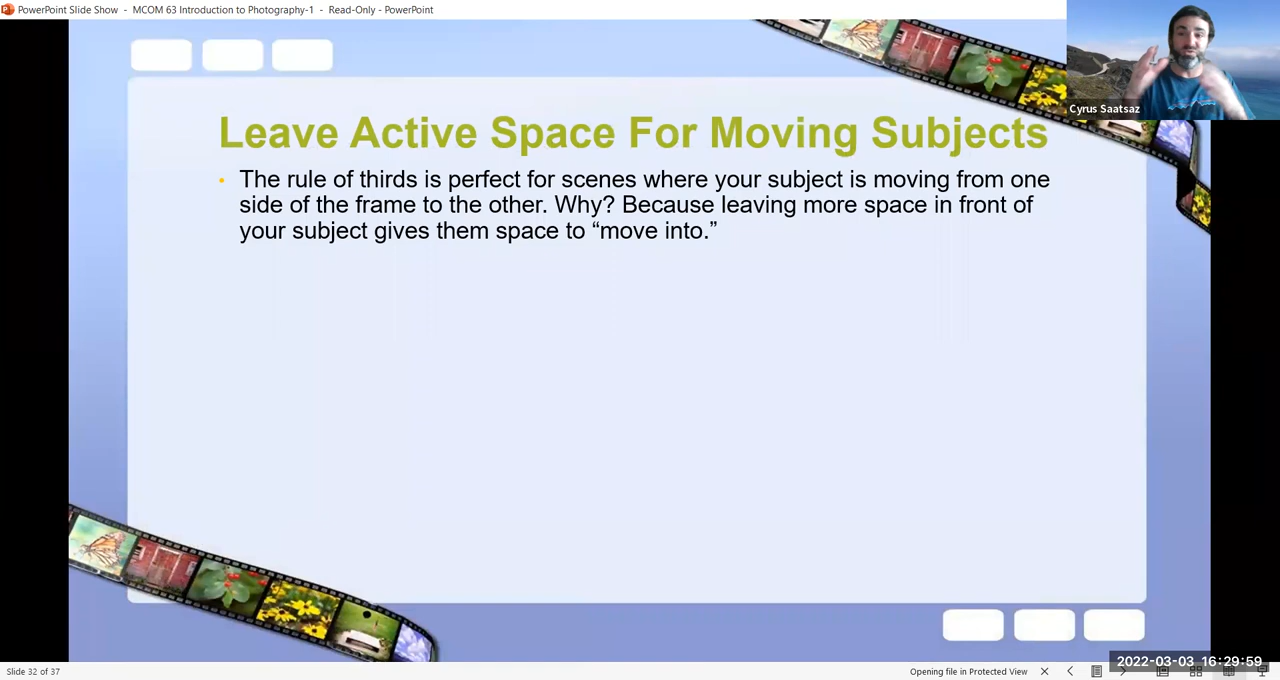 PowerPoint Slide Show - MCOM 63 Introduction to Photography-1 - Read-Only - PowerPoint
Cyrus Saatsaz
Leave Active Space For Moving Subjects
• The rule of thirds is perfect for scenes where your subject is moving from one
side of the frame to the other. Why? Because leaving more space in front of
your subject gives them space to “move into.”
Slide 32 of 37
Opening file in Protected View
2022-03-03 16:29:59